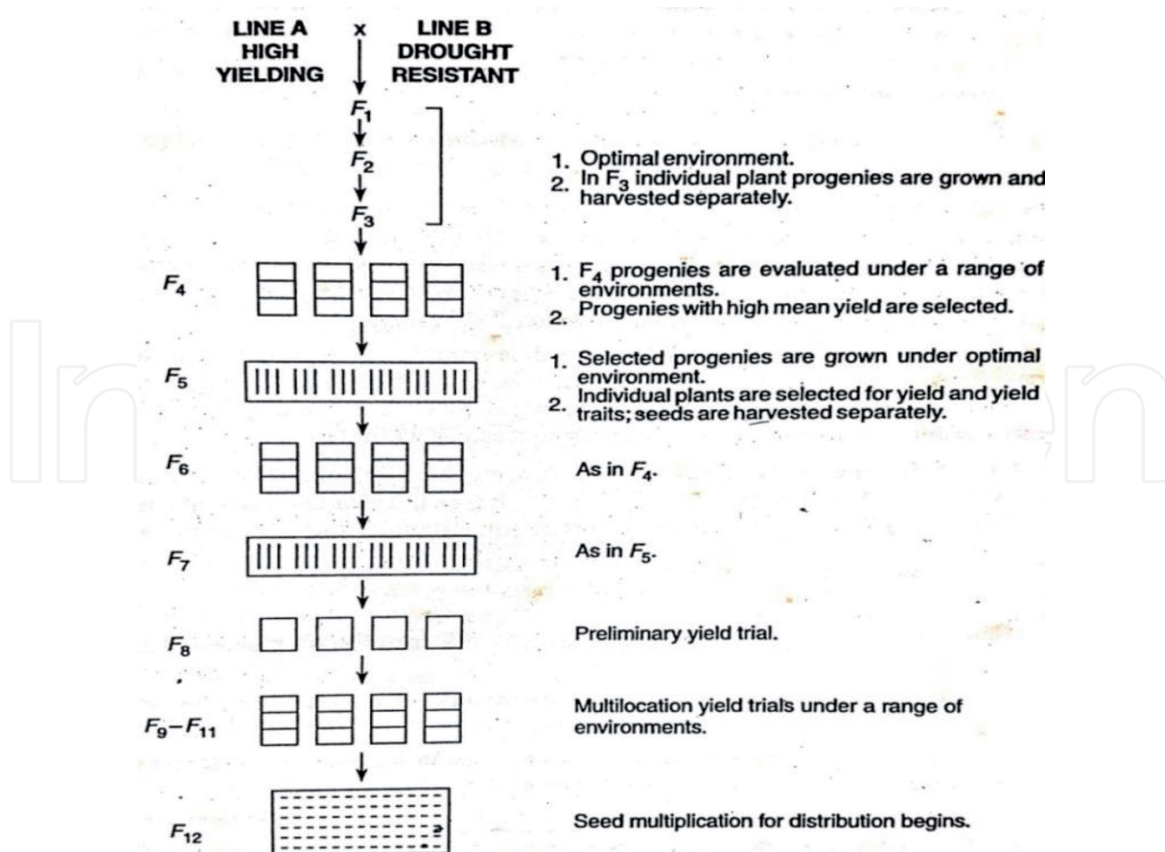 LINE A x LINE B
HIGH DROUGHT
YIELDING RESISTANT
F₁
F₂
F₃
1. Optimal environment.
2. In F₃ individual plant progenies are grown and
harvested separately.
F₄
1. F₄ progenies are evaluated under a range of
environments.
2. Progenies with high mean yield are selected.
F₅
1. Selected progenies are grown under optimal
environment.
2. Individual plants are selected for yield and yield
traits; seeds are harvested separately.
F₆
As in F₄.
F₇
As in F₅.
F₈
Preliminary yield trial.
F₉–F₁₁
Multilocation yield trials under a range of
environments.
F₁₂
Seed multiplication for distribution begins.